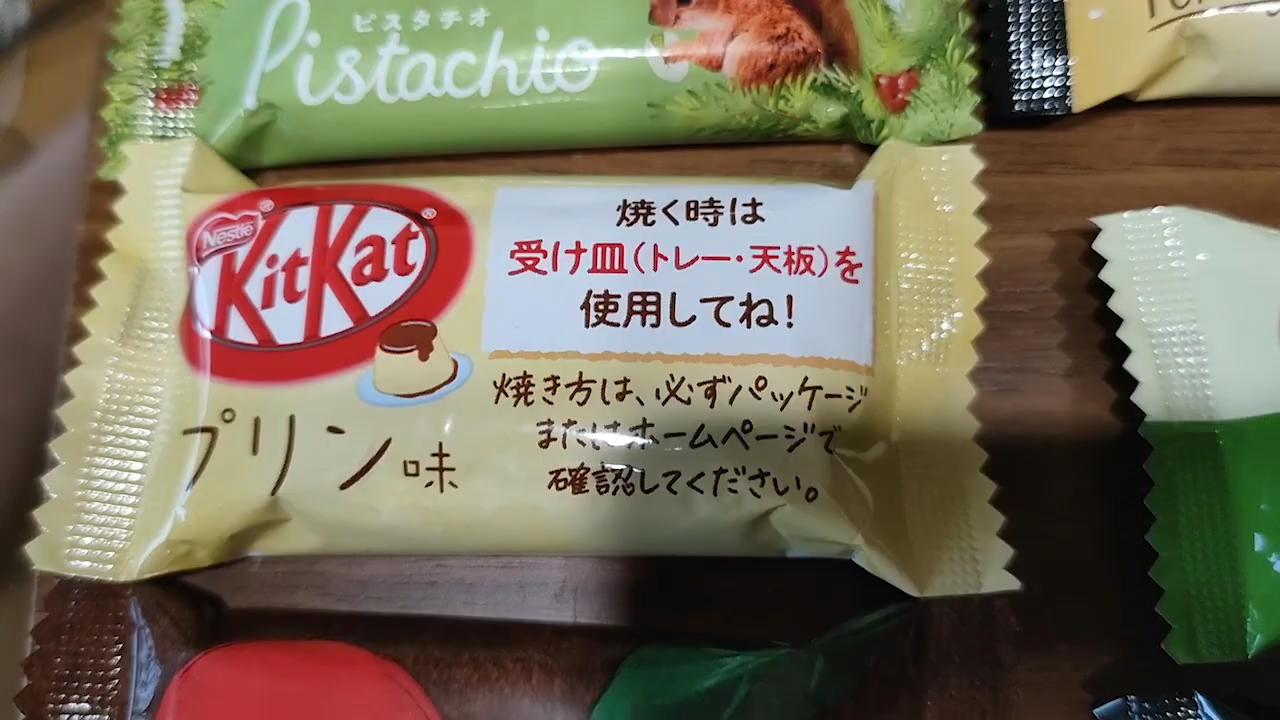 ピスタチオ
Pistachio
Nestlé
KitKat
プリン味
焼く時は
受け皿(トレー・天板)を
使用してね!
焼き方は、必ずパッケージ
またはホームページで
確認してください。